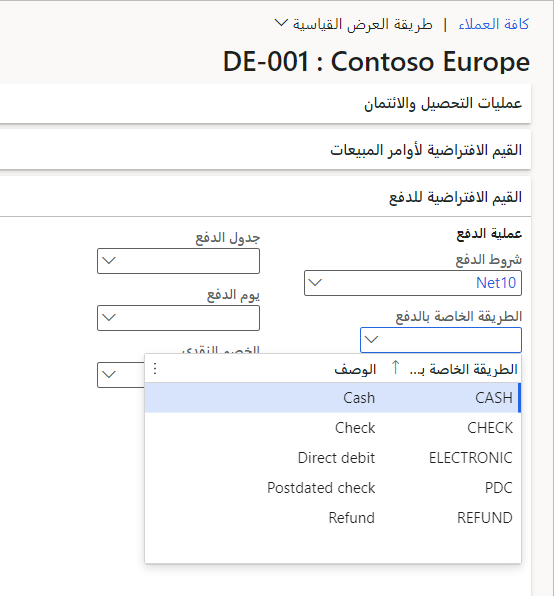 كافة العملاء | طريقة العرض القياسية
DE-001 : Contoso Europe
عمليات التحصيل والائتمان
القيم الافتراضية لأوامر المبيعات
القيم الافتراضية للدفع
عملية الدفع
شروط الدفع
Net10
الطريقة الخاصة بالدفع
جدول الدفع
يوم الدفع
الخصم النقدي
الطريقة الخاصة بـ... الوصف
CASH Cash
CHECK Check
ELECTRONIC Direct debit
PDC Postdated check
REFUND Refund